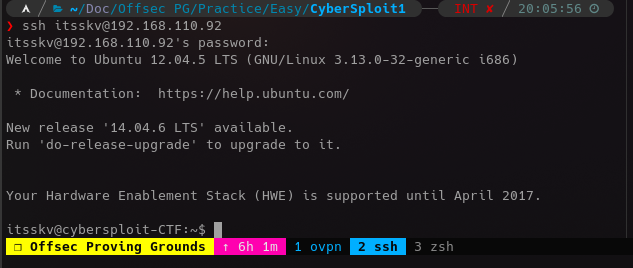 ~/Doc/Offsec PG/Practice/Easy/CyberSploit1 INT ✘ 20:05:56
❯ ssh itsskv@192.168.110.92
itsskv@192.168.110.92's password:
Welcome to Ubuntu 12.04.5 LTS (GNU/Linux 3.13.0-32-generic i686)
* Documentation:  https://help.ubuntu.com/
New release '14.04.6 LTS' available.
Run 'do-release-upgrade' to upgrade to it.
Your Hardware Enablement Stack (HWE) is supported until April 2017.
itsskv@cybersploit-CTF:~$
❐ Offsec Proving Grounds ↑ 6h 1m 1 ovpn 2 ssh 3 zsh